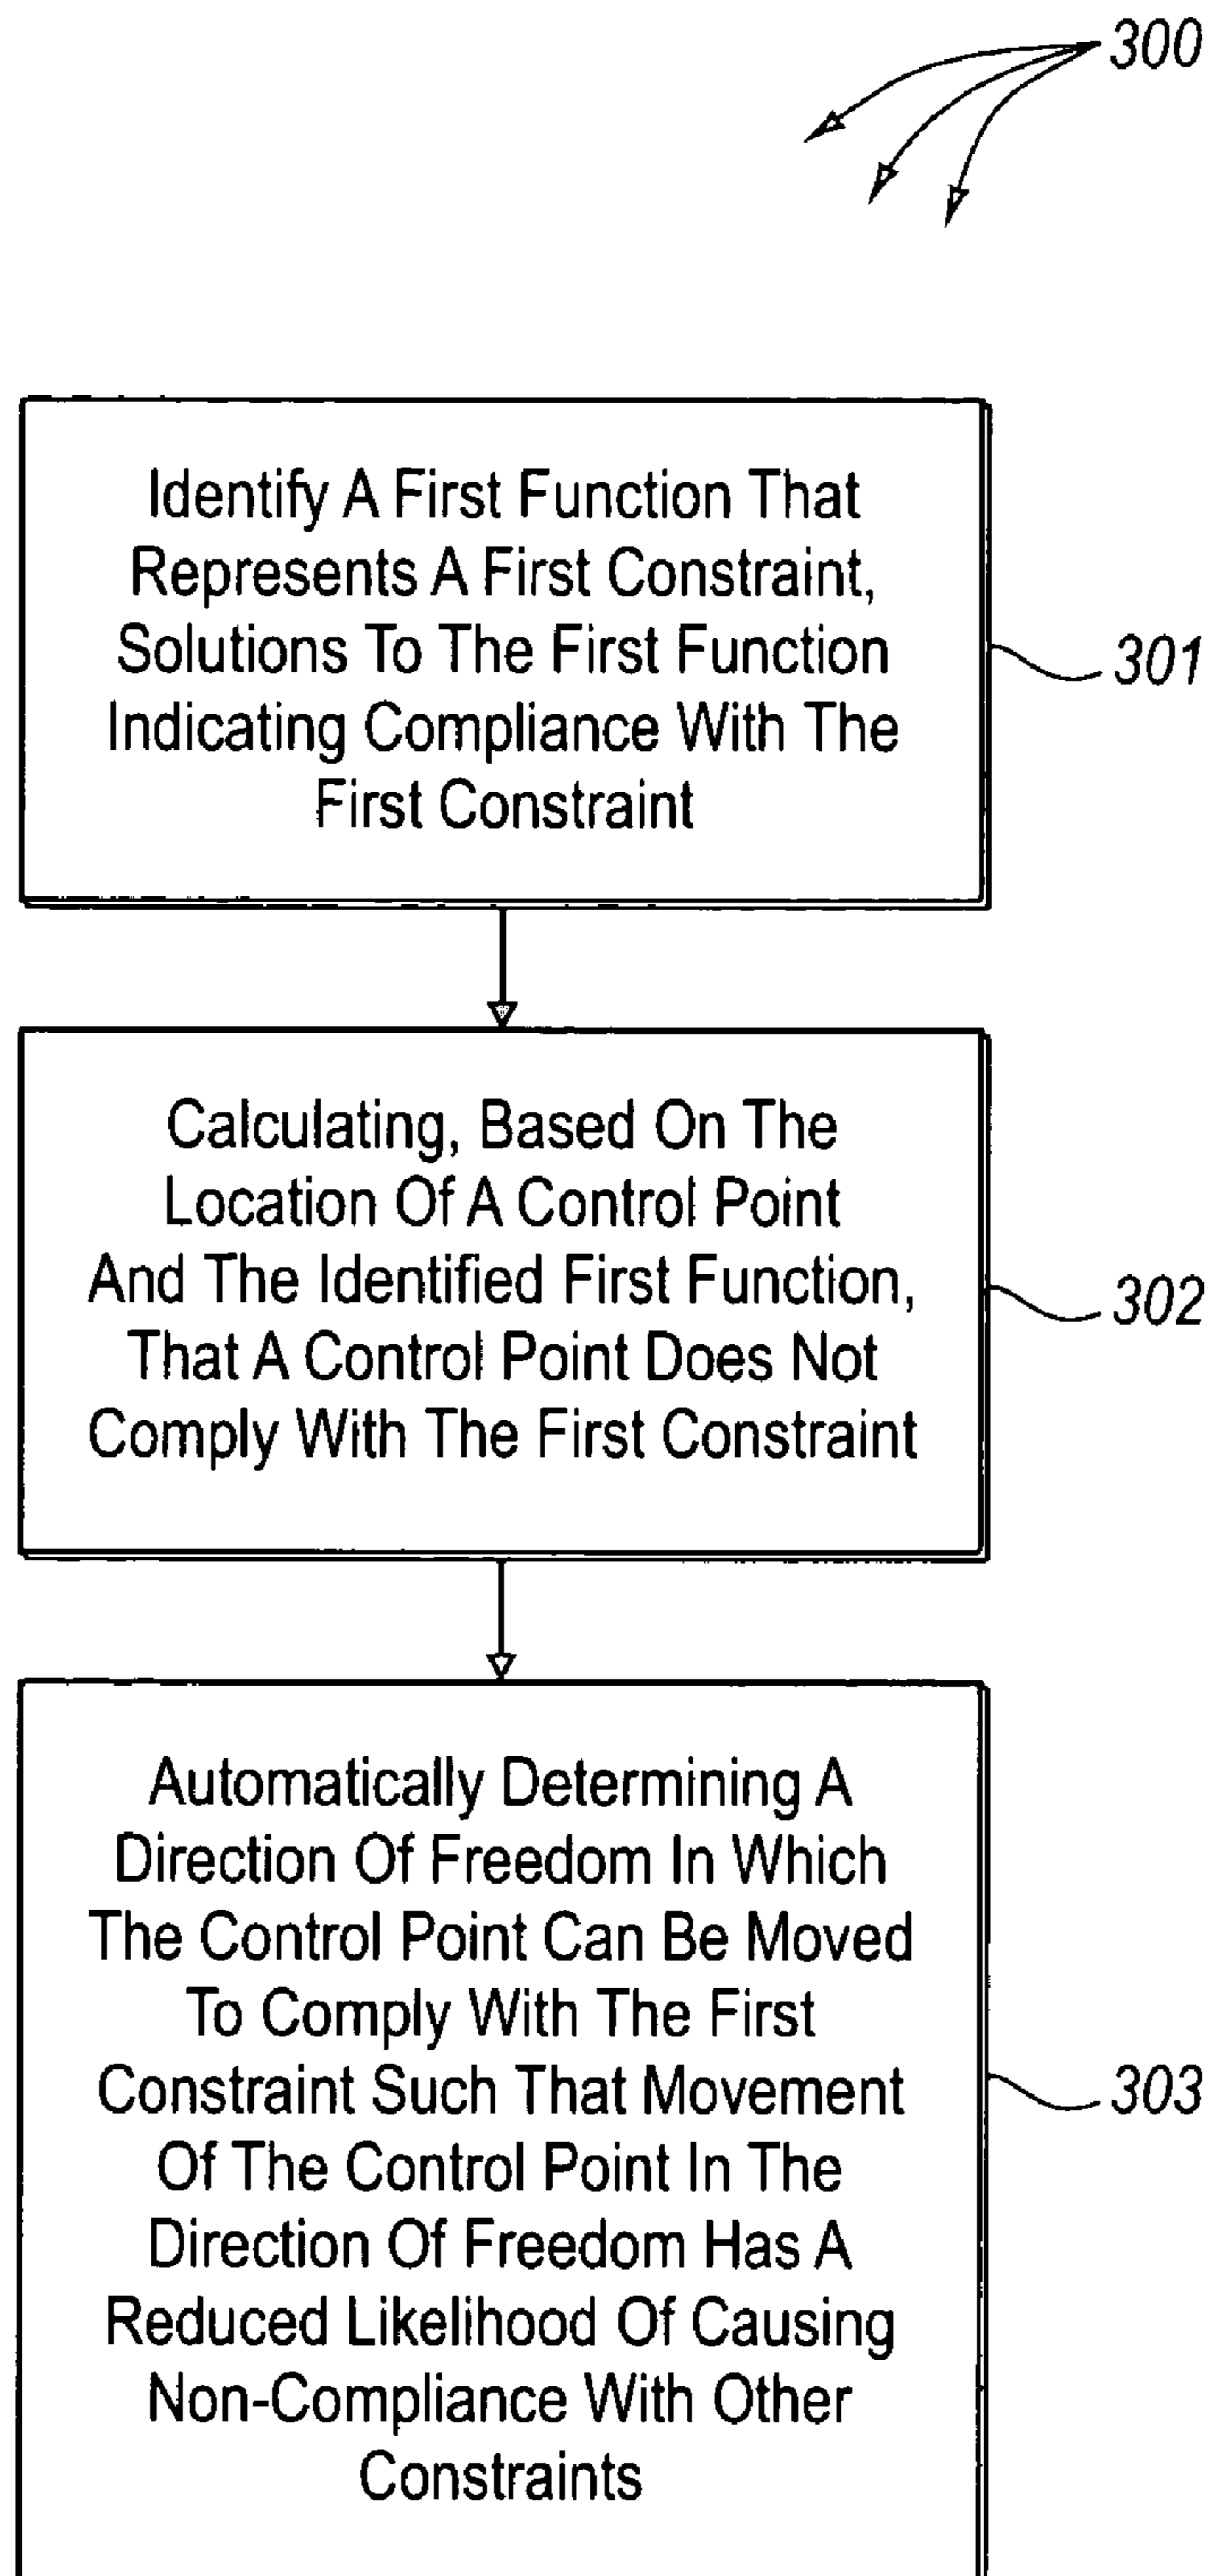 300
Identify A First Function That
Represents A First Constraint,
Solutions To The First Function
Indicating Compliance With The
First Constraint
301
Calculating, Based On The
Location Of A Control Point
And The Identified First Function,
That A Control Point Does Not
Comply With The First Constraint
302
Automatically Determining A
Direction Of Freedom In Which
The Control Point Can Be Moved
To Comply With The First
Constraint Such That Movement
Of The Control Point In The
Direction Of Freedom Has A
Reduced Likelihood Of Causing
Non-Compliance With Other
Constraints
303